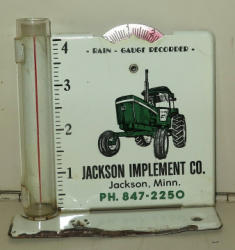 - RAIN - GAUGE RECORDER -
4
3
2
1
JACKSON IMPLEMENT CO.
Jackson, Minn.
PH. 847-2250